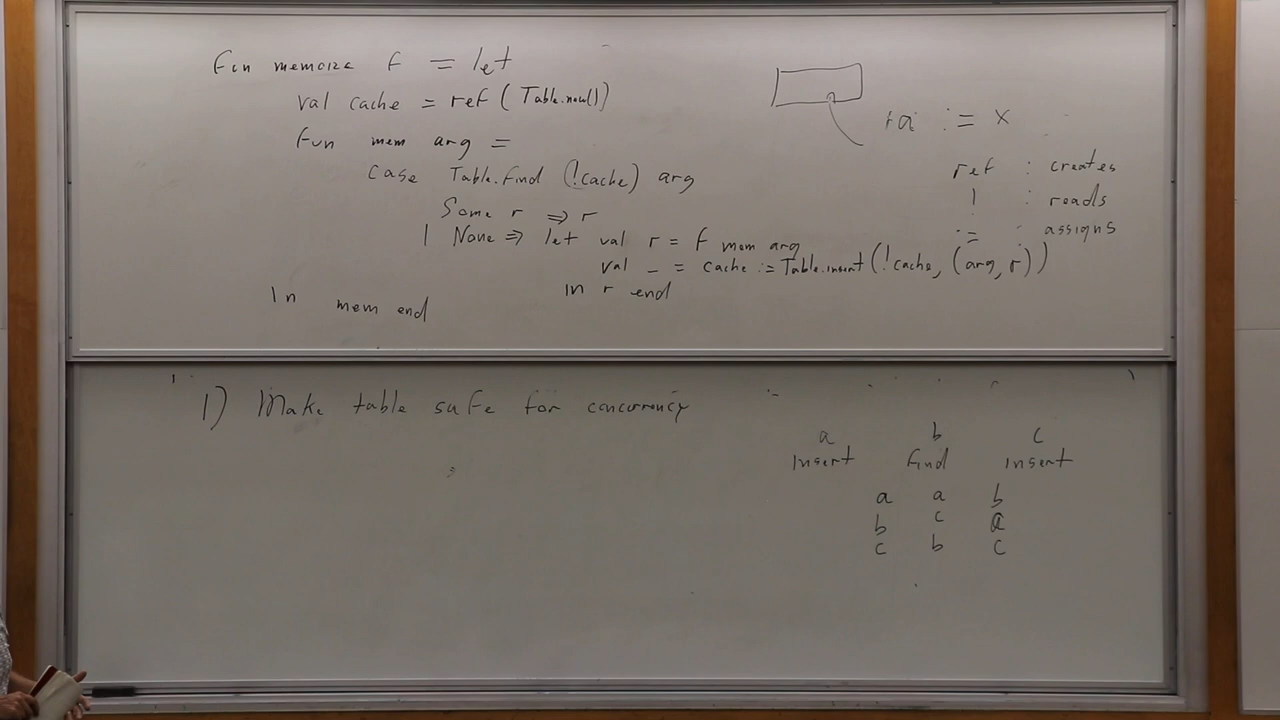 fun memoize f = let
val cache = ref (Table.new())
fun mem arg =
case Table.find (!cache) arg
Some r => r
| None => let val r = f mem arg
val _ = cache := Table.insert (!cache, (arg, r))
in r end
In mem end
a := x
ref : creates
! : reads
:= : assigns
1) Make table safe for concurrency
a b c
Insert find insert
a a b
b c a
c b c